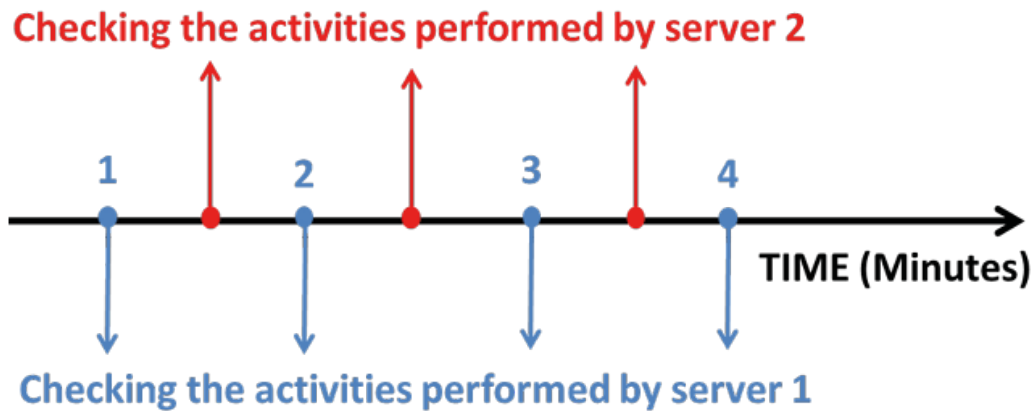 Checking the activities performed by server 2
1 2 3 4
TIME (Minutes)
Checking the activities performed by server 1